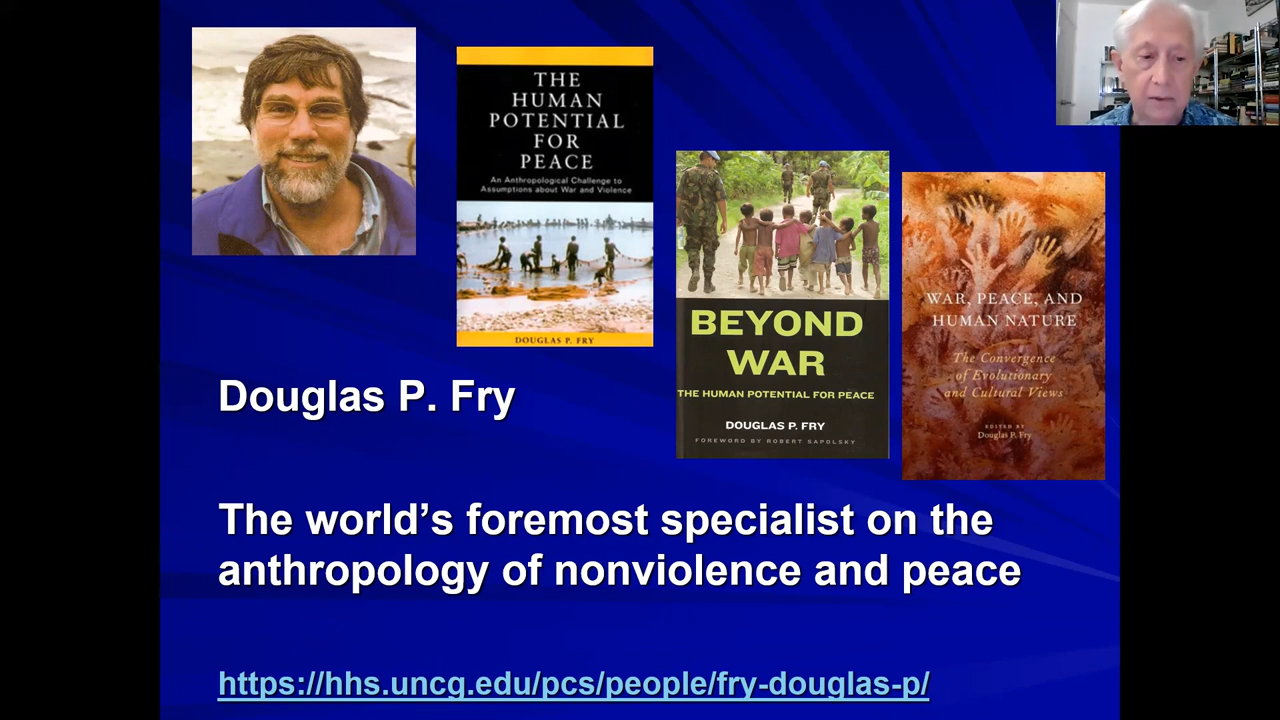 THE
HUMAN
POTENTIAL
FOR
PEACE
An Anthropological Challenge to
Assumptions about War and Violence
DOUGLAS P. FRY
BEYOND
WAR
THE HUMAN POTENTIAL FOR PEACE
DOUGLAS P. FRY
FOREWORD BY ROBERT SAPOLSKY
WAR, PEACE, AND
HUMAN NATURE
The Convergence
of Evolutionary
and Cultural Views
EDITED BY
Douglas P. Fry
Douglas P. Fry
The world’s foremost specialist on the
anthropology of nonviolence and peace
https://hhs.uncg.edu/pcs/people/fry-douglas-p/